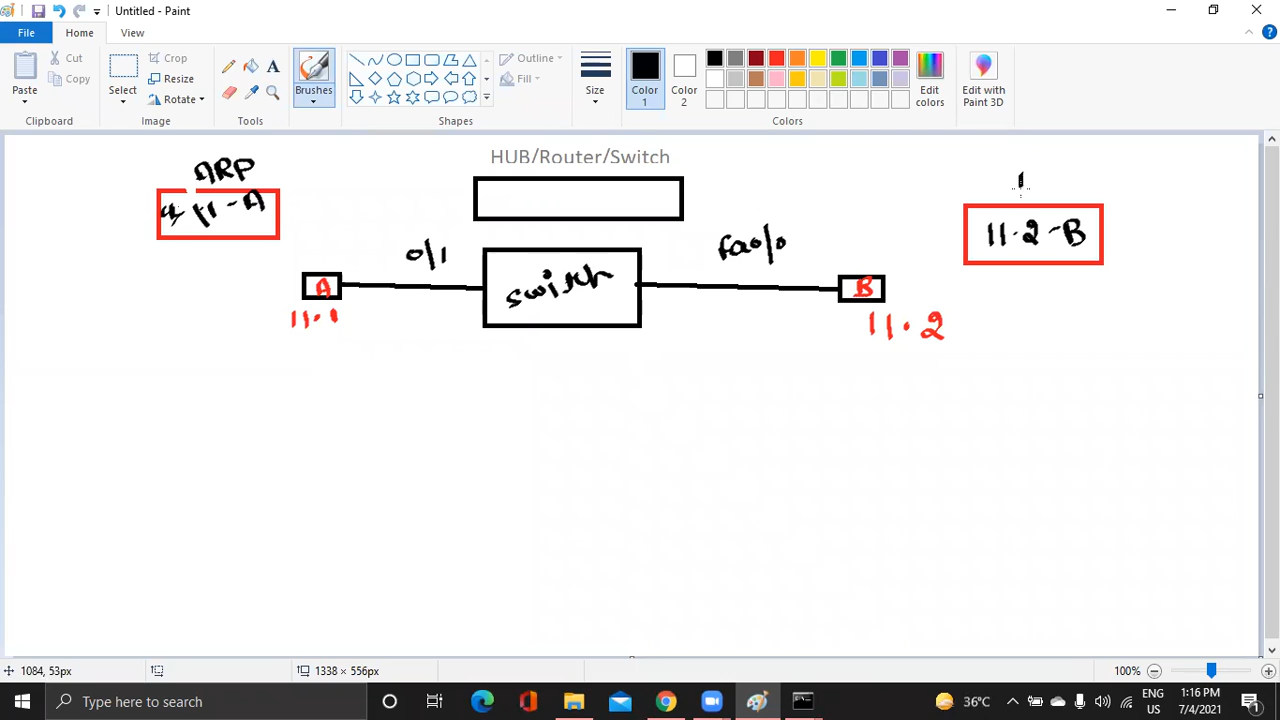 Untitled - Paint
File Home View
Paste
Cut
Copy
Clipboard
Select
Crop
Resize
Rotate
Image
Tools
Brushes
Shapes
Outline
Fill
Size
Color 1
Color 2
Colors
Edit colors
Edit with Paint 3D
HUB/Router/Switch
ARP
11-A
0/1
fa0/0
11.2-B
switch
A
B
11.1
11.2
1084, 53px
1338 × 556px
100%
Type here to search
36°C
ENG
US
1:16 PM
7/4/2021
1